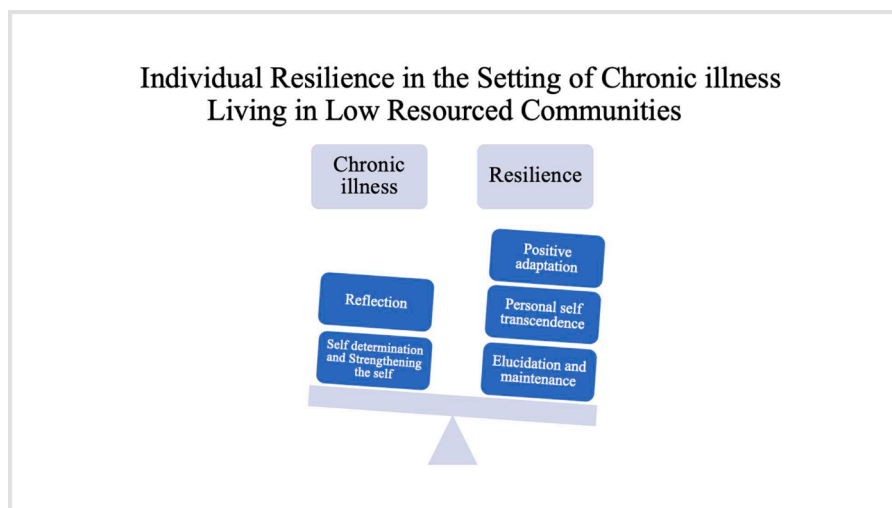 Individual Resilience in the Setting of Chronic illness
Living in Low Resourced Communities
Chronic
illness
Resilience
Reflection
Self determination
and Strengthening
the self
Positive
adaptation
Personal self
transcendence
Elucidation and
maintenance